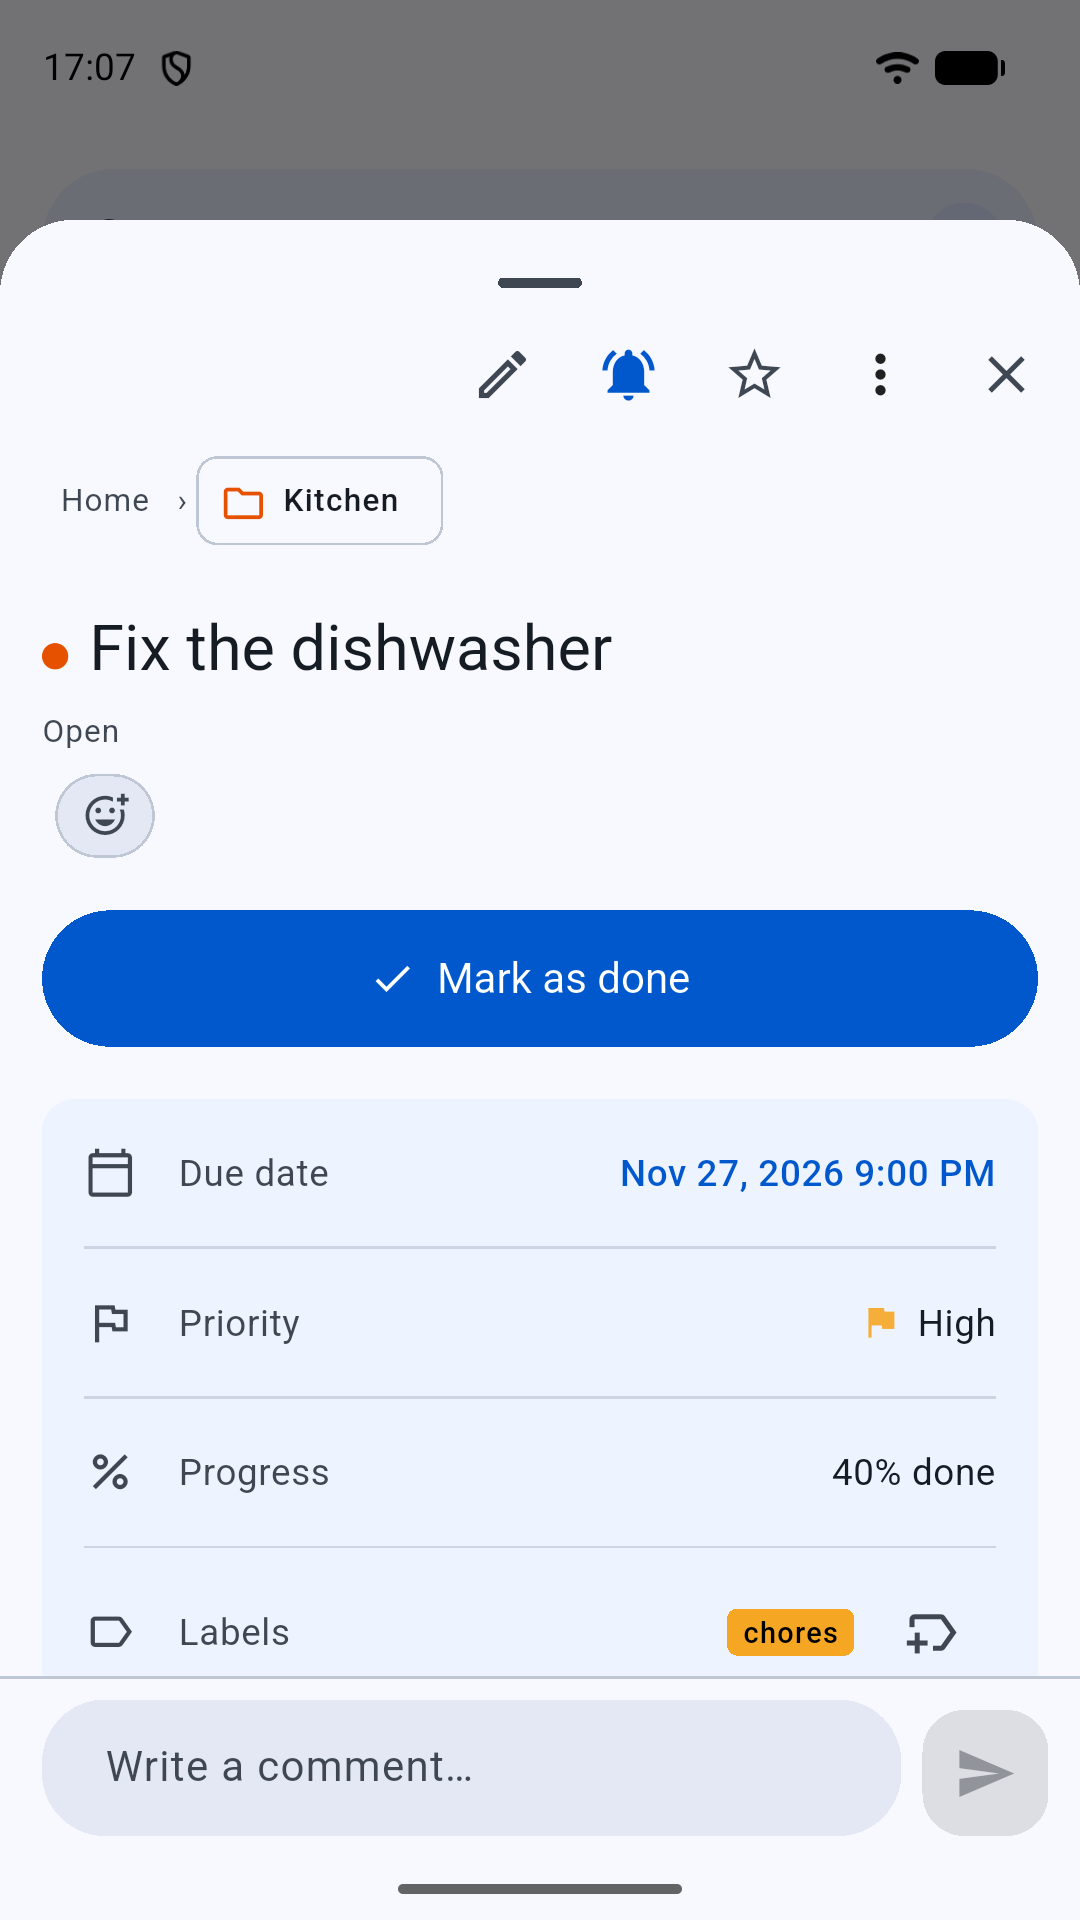 17:07
Home › Kitchen
Fix the dishwasher
Open
Mark as done
Due date Nov 27, 2026 9:00 PM
Priority High
Progress 40% done
Labels chores
Write a comment…